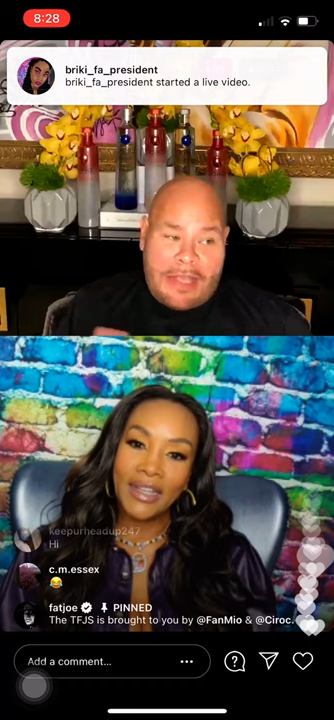 8:28
briki_fa_president
briki_fa_president started a live video.
keepurheadup247
Hi
c.m.essex
😂
fatjoe PINNED
The TFJS is brought to you by @FanMio & @Ciroc.
Add a comment...